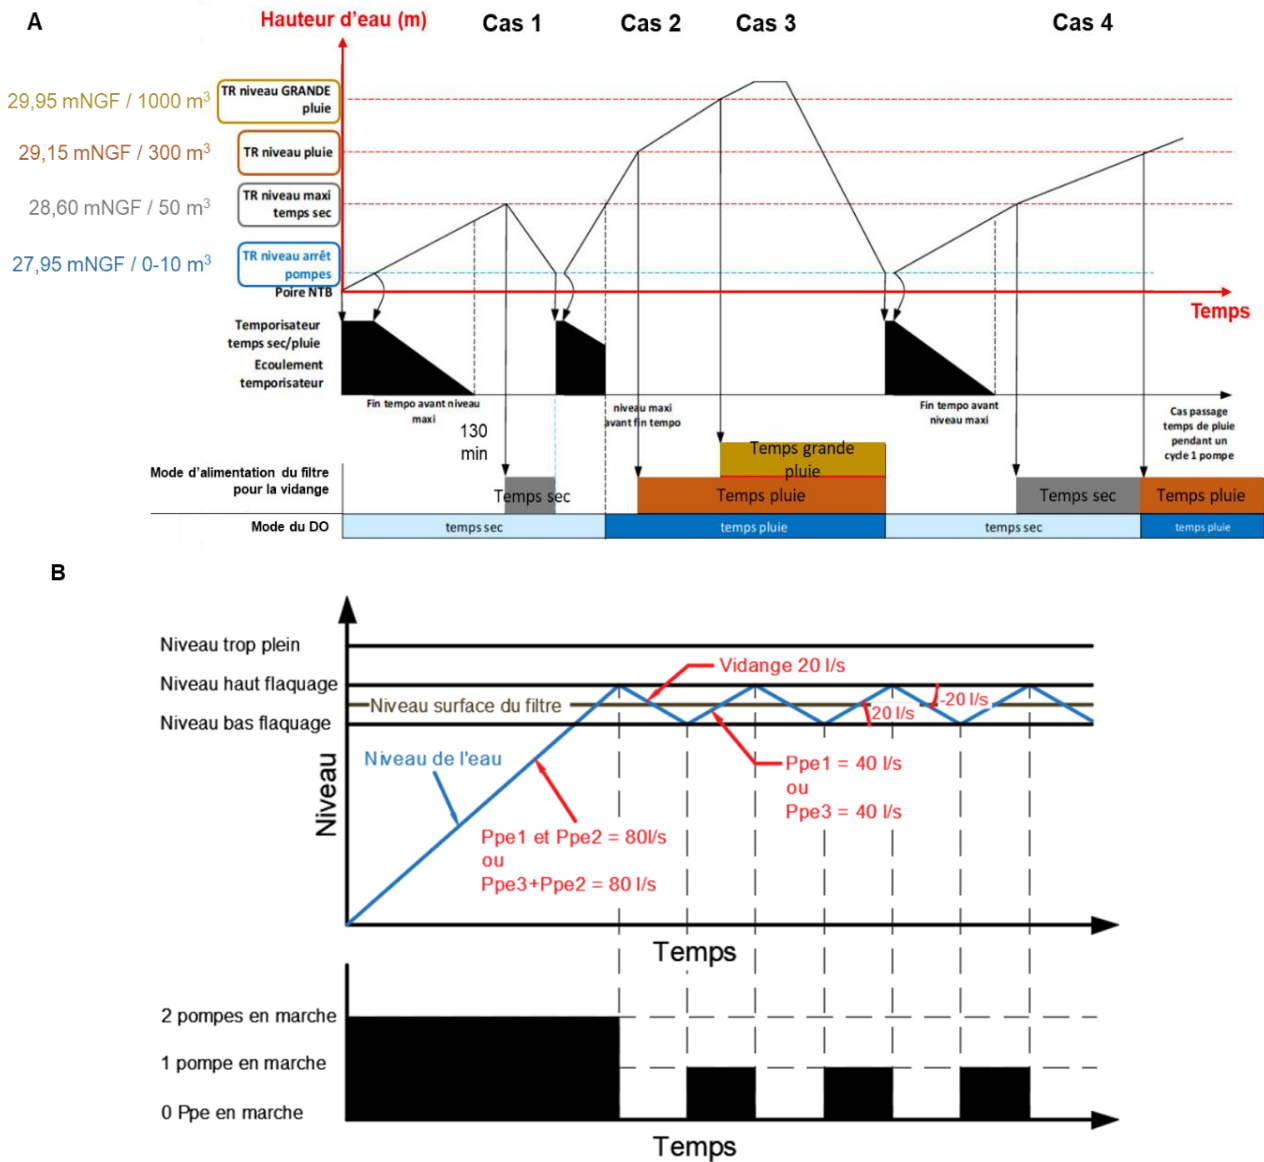 A
Hauteur d'eau (m)
Cas 1
Cas 2
Cas 3
Cas 4
29,95 mNGF / 1000 m³
TR niveau GRANDE
pluie
29,15 mNGF / 300 m³
TR niveau pluie
28,60 mNGF / 50 m³
TR niveau maxi
temps sec
27,95 mNGF / 0-10 m³
TR niveau arrêt
pompes
Poire NTB
Temps
Temporisateur
temps sec/pluie
Ecoulement
temporisateur
Fin tempo avant niveau
maxi
niveau maxi
avant fin tempo
Fin tempo avant
niveau maxi
Cas passage
temps de pluie
pendant un
cycle 1 pompe
130
min
Mode d'alimentation du filtre
pour la vidange
Temps sec
Temps grande
pluie
Temps pluie
Temps sec
Temps pluie
Mode du DO
temps sec
temps pluie
temps sec
temps pluie
B
Niveau trop plein
Niveau haut flaquage
Niveau surface du filtre
Niveau bas flaquage
Vidange 20 l/s
20 l/s
-20 l/s
Niveau de l'eau
Ppe1 = 40 l/s
ou
Ppe3 = 40 l/s
Ppe1 et Ppe2 = 80l/s
ou
Ppe3+Ppe2 = 80 l/s
Niveau
Temps
2 pompes en marche
1 pompe en marche
0 Ppe en marche
Temps